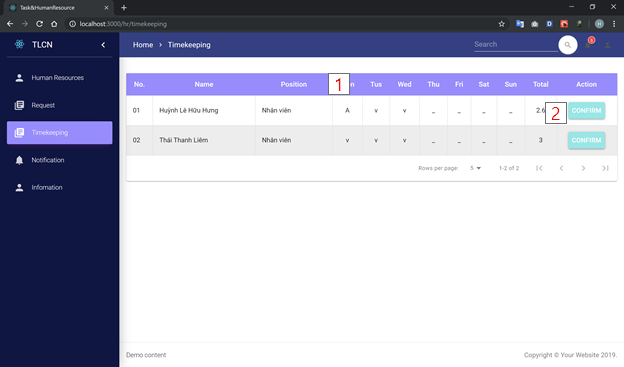 Task&HumanResource
localhost:3000/hr/timekeeping
H
TLCN
Home > Timekeeping
Search
Human Resources
Request
Timekeeping
Notification
Infomation
No. Name Position 1 n Tue Wed Thu Fri Sat Sun Total Action
01 Huỳnh Lê Hữu Hưng Nhân viên A v v _ _ _ _ 2.6 2 CONFIRM
02 Thái Thanh Liêm Nhân viên v v v _ _ _ _ 3 CONFIRM
Rows per page: 5 1-2 of 2
Demo content
Copyright © Your Website 2019.